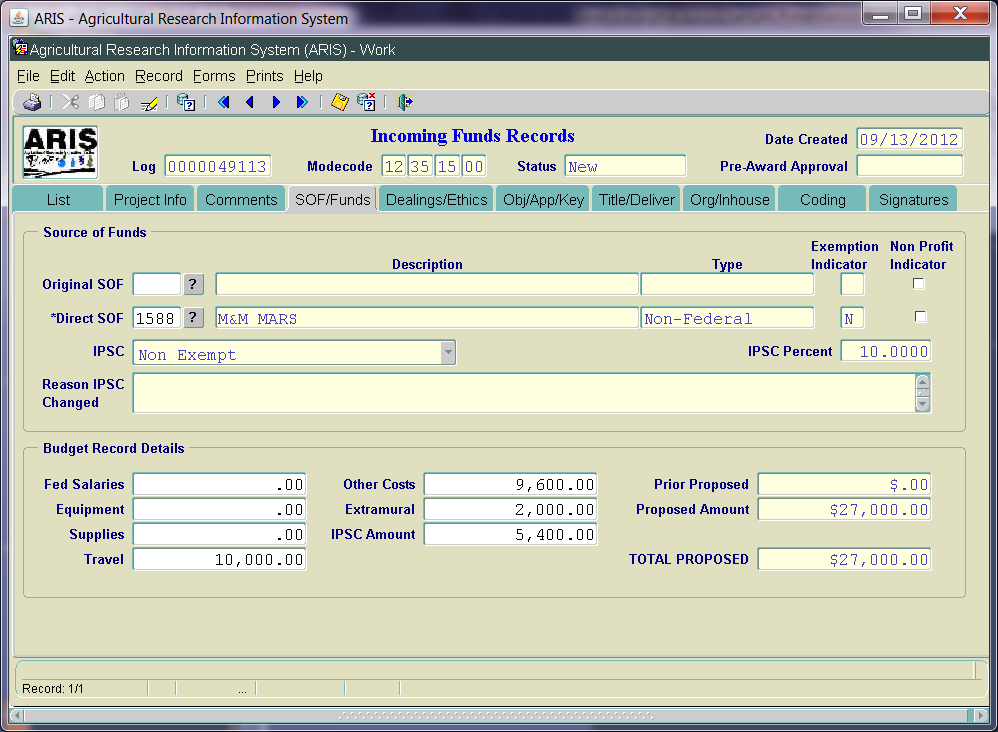 ARIS - Agricultural Research Information System
Agricultural Research Information System (ARIS) - Work
File Edit Action Record Forms Prints Help
ARIS
Incoming Funds Records
Date Created 09/13/2012
Log 0000049113 Modecode 12 35 15 00 Status New Pre-Award Approval
List Project Info Comments SOF/Funds Dealings/Ethics Obj/App/Key Title/Deliver Org/Inhouse Coding Signatures
Source of Funds
Description Type Exemption Indicator Non Profit Indicator
Original SOF ?
*Direct SOF 1588 ? M&M MARS Non-Federal N
IPSC Non Exempt IPSC Percent 10.0000
Reason IPSC
Changed
Budget Record Details
Fed Salaries .00 Other Costs 9,600.00 Prior Proposed $.00
Equipment .00 Extramural 2,000.00 Proposed Amount $27,000.00
Supplies .00 IPSC Amount 5,400.00
Travel 10,000.00 TOTAL PROPOSED $27,000.00
Record: 1/1 ...